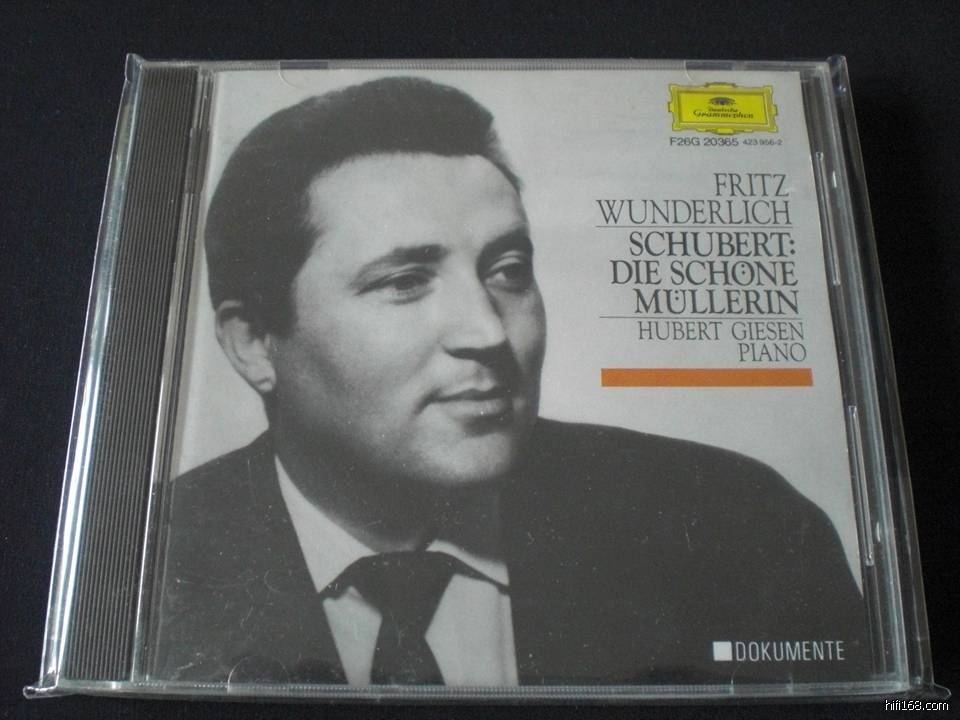 Deutsche
Grammophon
F26G 20365 423 956-2
FRITZ
WUNDERLICH
SCHUBERT:
DIE SCHÖNE
MÜLLERIN
HUBERT GIESEN
PIANO
DOKUMENTE
hifi168.com